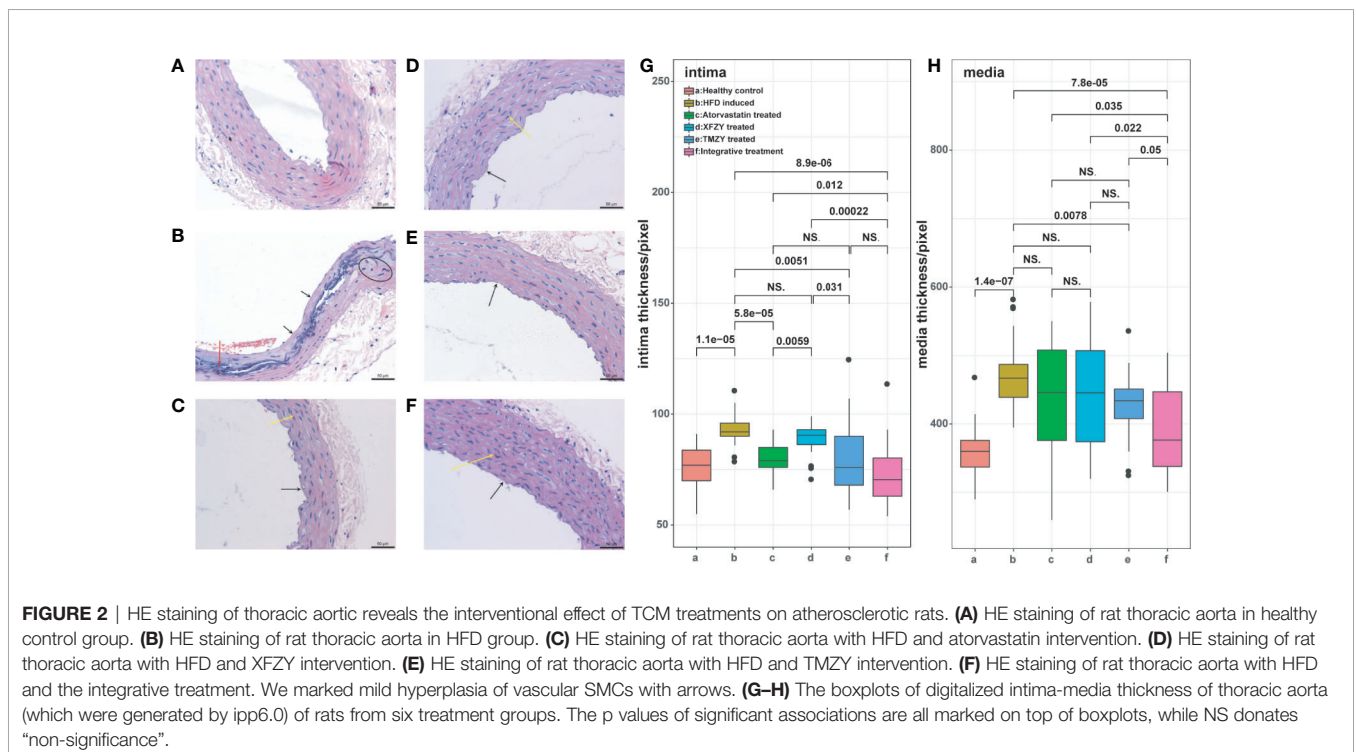 A
D
G
intima
H
media
250
200
150
100
50
intima thickness/pixel
a:Healthy control
b:HFD induced
c:Atorvastatin treated
d:XFZY treated
e:TMZY treated
f:Integrative treatment
8.9e-06
0.012
0.00022
NS.
NS.
0.0051
NS.
0.031
5.8e-05
1.1e-05
0.0059
a
b
c
d
e
f
7.8e-05
0.035
0.022
0.05
NS.
NS.
0.0078
NS.
1.4e-07
NS.
NS.
800
600
400
media thickness/pixel
a
b
c
d
e
f
B
E
C
F
FIGURE 2 | HE staining of thoracic aortic reveals the interventional effect of TCM treatments on atherosclerotic rats. (A) HE staining of rat thoracic aorta in healthy
control group. (B) HE staining of rat thoracic aorta in HFD group. (C) HE staining of rat thoracic aorta with HFD and atorvastatin intervention. (D) HE staining of rat
thoracic aorta with HFD and XFZY intervention. (E) HE staining of rat thoracic aorta with HFD and TMZY intervention. (F) HE staining of rat thoracic aorta with HFD
and the integrative treatment. We marked mild hyperplasia of vascular SMCs with arrows. (G–H) The boxplots of digitalized intima-media thickness of thoracic aorta
(which were generated by ipp6.0) of rats from six treatment groups. The p values of significant associations are all marked on top of boxplots, while NS donates
“non-significance”.